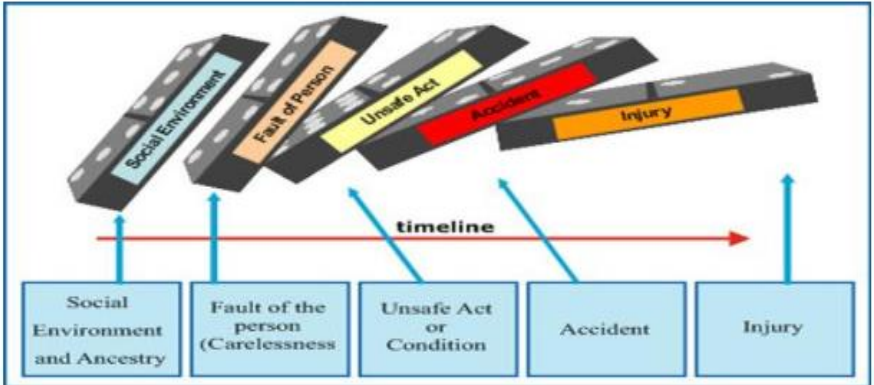 Social Environment
Fault of Person
Unsafe Act
Accident
Injury
timeline
Social
Environment
and Ancestry
Fault of the
person
(Carelessness
Unsafe Act
or
Condition
Accident
Injury